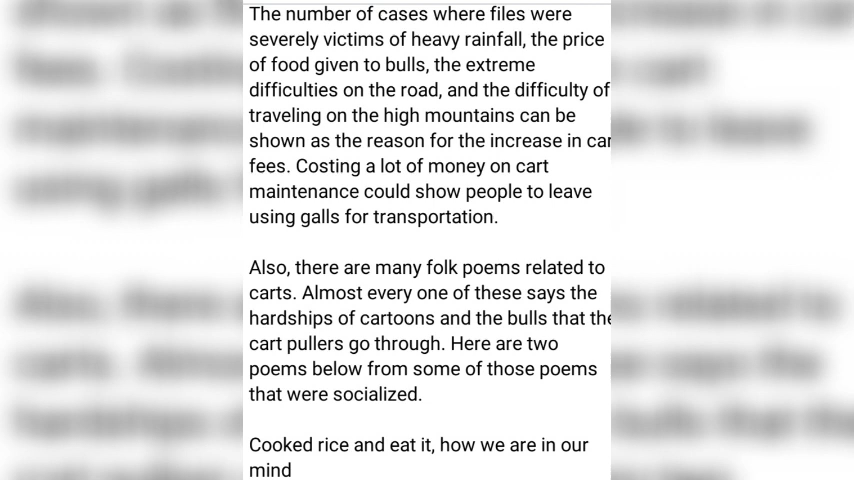 The number of cases where files were
severely victims of heavy rainfall, the price
of food given to bulls, the extreme
difficulties on the road, and the difficulty of
traveling on the high mountains can be
shown as the reason for the increase in car
fees. Costing a lot of money on cart
maintenance could show people to leave
using galls for transportation.

Also, there are many folk poems related to
carts. Almost every one of these says the
hardships of cartoons and the bulls that the
cart pullers go through. Here are two
poems below from some of those poems
that were socialized.

Cooked rice and eat it, how we are in our
mind